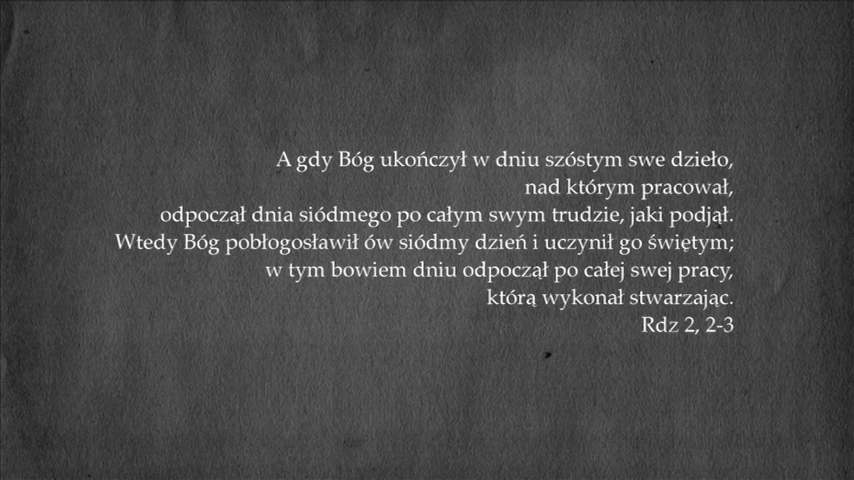 A gdy Bóg ukończył w dniu szóstym swe dzieło,
nad którym pracował,
odpoczął dnia siódmego po całym swym trudzie, jaki podjął.
Wtedy Bóg pobłogosławił ów siódmy dzień i uczynił go świętym;
w tym bowiem dniu odpoczął po całej swej pracy,
którą wykonał stwarzając.
Rdz 2, 2-3